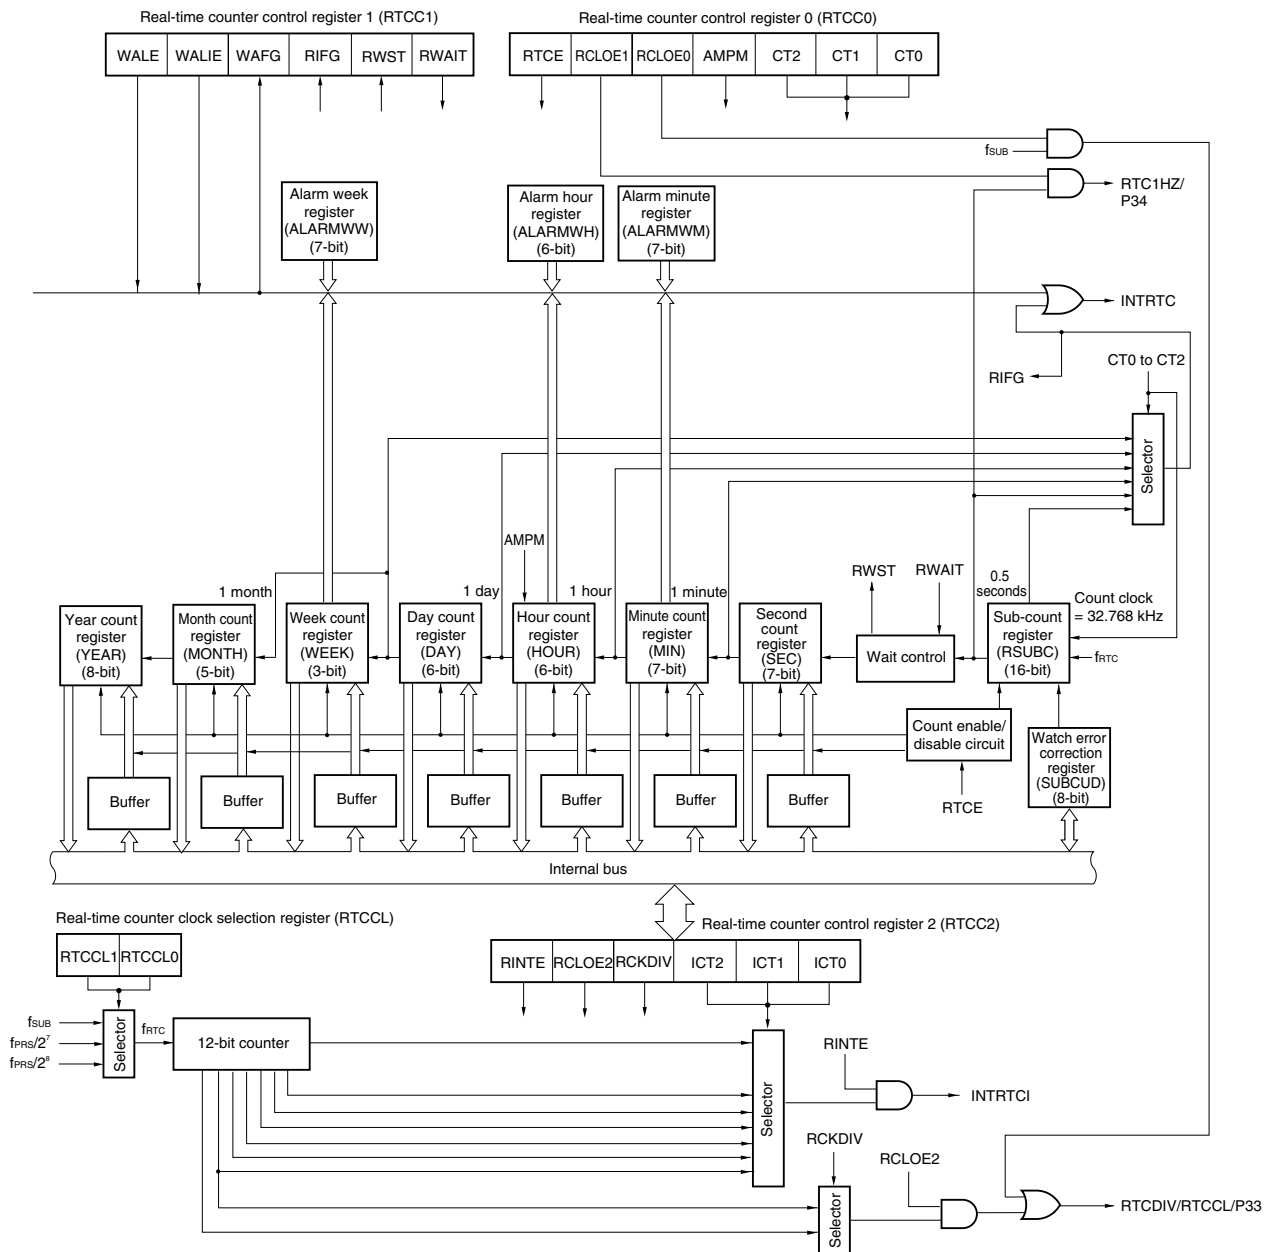 Real-time counter control register 1 (RTCC1)
Real-time counter control register 0 (RTCC0)
WALE WALIE WAFG RIFG RWST RWAIT
RTCE RCLOE1 RCLOE0 AMPM CT2 CT1 CT0
fSUB
RTC1HZ/
P34
Alarm week
register
(ALARMWW)
(7-bit)
Alarm hour
register
(ALARMWH)
(6-bit)
Alarm minute
register
(ALARMWM)
(7-bit)
INTRTC
RIFG
CT0 to CT2
Selector
AMPM
RWST
RWAIT
0.5
seconds
Count clock
= 32.768 kHz
1 month
1 day
1 hour
1 minute
Year count
register
(YEAR)
(8-bit)
Month count
register
(MONTH)
(5-bit)
Week count
register
(WEEK)
(3-bit)
Day count
register
(DAY)
(6-bit)
Hour count
register
(HOUR)
(6-bit)
Minute count
register
(MIN)
(7-bit)
Second
count
register
(SEC)
(7-bit)
Wait control
Sub-count
register
(RSUBC)
(16-bit)
fRTC
Count enable/
disable circuit
RTCE
Watch error
correction
register
(SUBCUD)
(8-bit)
Buffer
Buffer
Buffer
Buffer
Buffer
Buffer
Buffer
Internal bus
Real-time counter clock selection register (RTCCL)
Real-time counter control register 2 (RTCC2)
RTCCL1 RTCCL0
RINTE RCLOE2 RCKDIV ICT2 ICT1 ICT0
fSUB
fPRS/2⁷
fPRS/2⁸
Selector
fRTC
12-bit counter
Selector
RINTE
INTRTCI
RCKDIV
Selector
RCLOE2
RTCDIV/RTCCL/P33